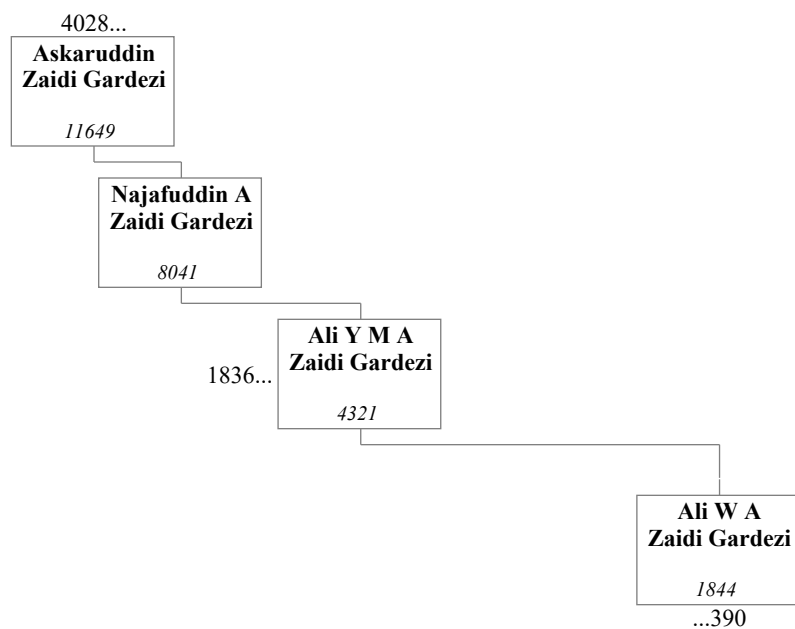 4028...
Askaruddin
Zaidi Gardezi
11649
Najafuddin A
Zaidi Gardezi
8041
Ali Y M A
Zaidi Gardezi
1836...
4321
Ali W A
Zaidi Gardezi
1844
...390